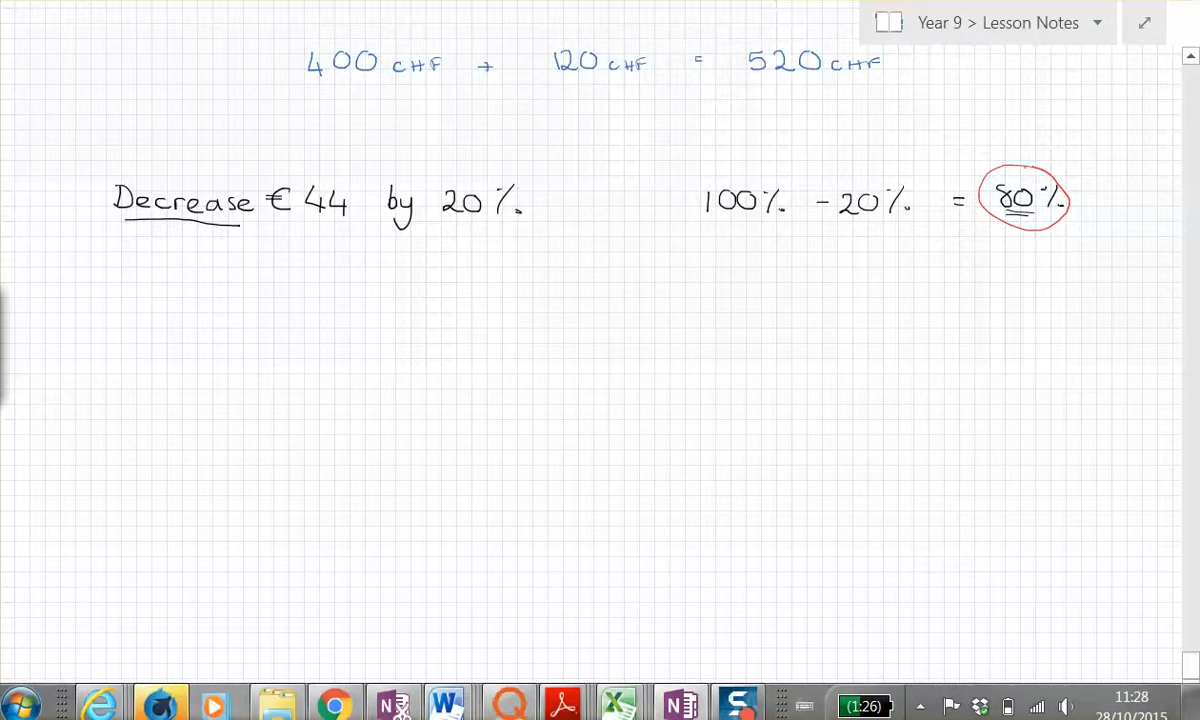 Year 9 > Lesson Notes
400 CHF + 120 CHF = 520 CHF
Decrease € 44 by 20% 100% - 20% = 80%
(1:26)
11:28
28/10/2015